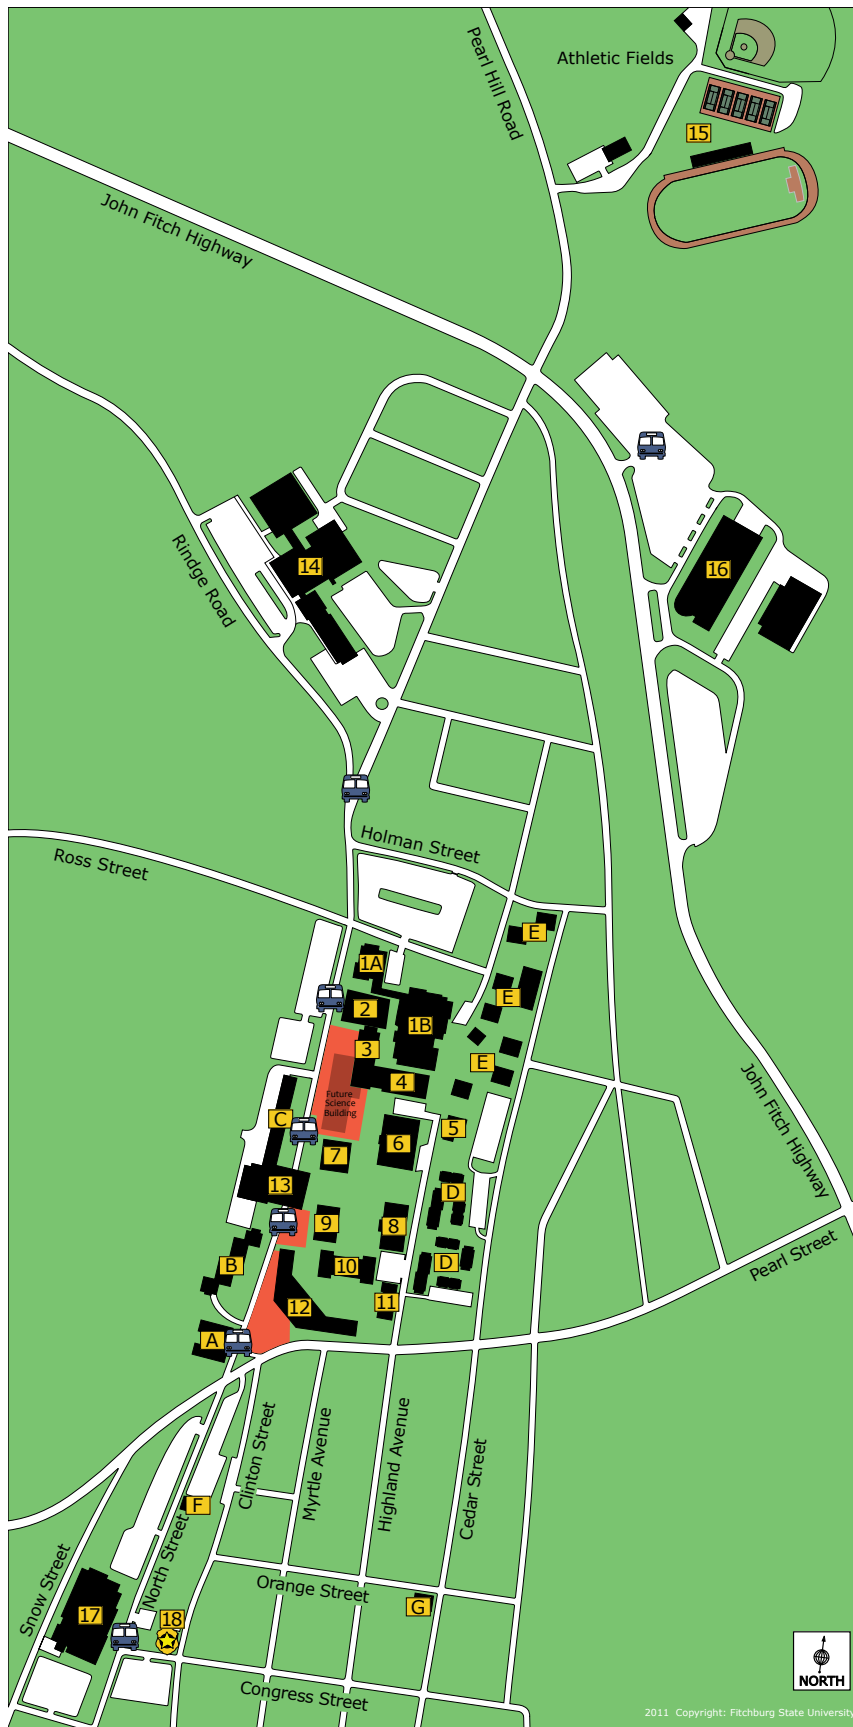 Athletic Fields
Pearl Hill Road
15
John Fitch Highway
Rindge Road
14
16
Holman Street
Ross Street
E
1A
E
2
1B
3
E
4
Future
Science
Building
C
5
6
7
13
D
9
8
B
10
D
11
12
A
John Fitch Highway
Pearl Street
Clinton Street
Myrtle Avenue
Highland Avenue
Cedar Street
F
North Street
Snow Street
Orange Street
G
17
18
Congress Street
NORTH
2011 Copyright: Fitchburg State University